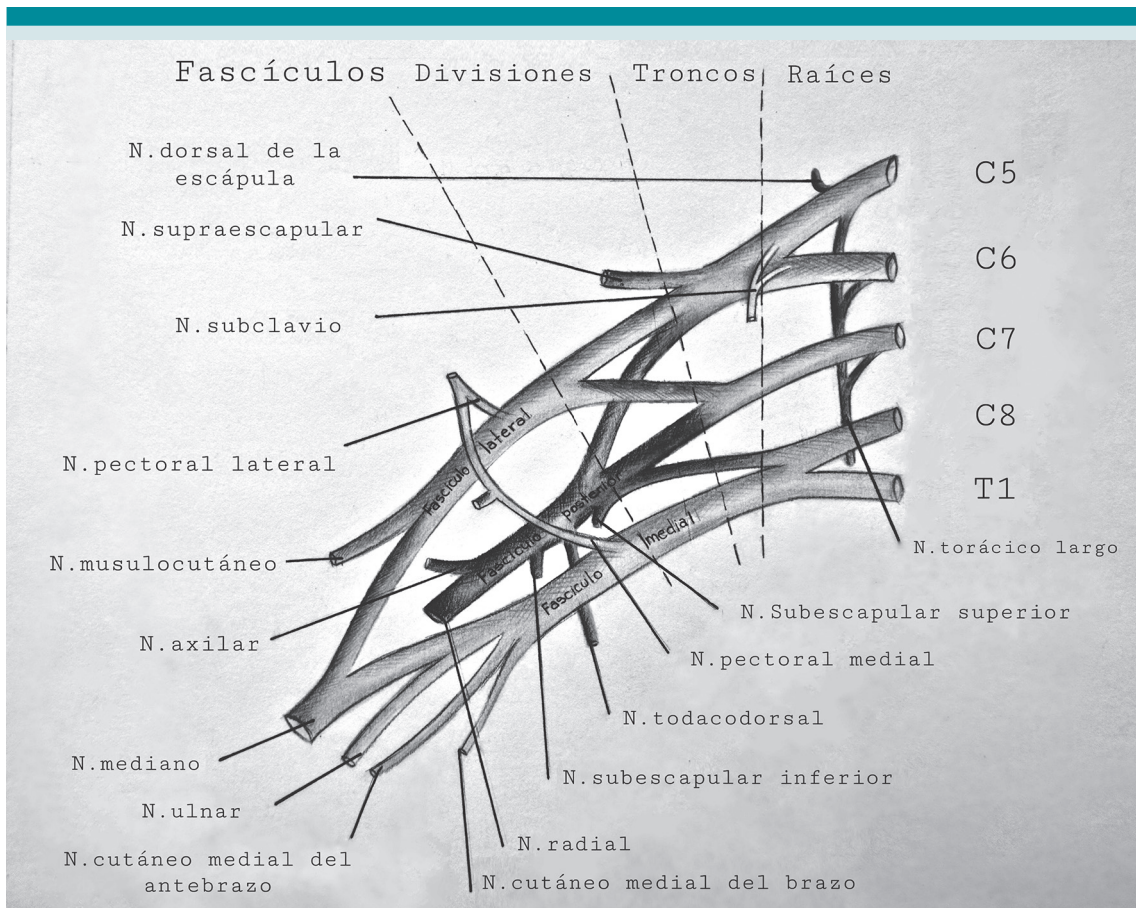 Fascículos Divisiones Troncos Raíces
N.dorsal de la
escápula
C5
N.supraescapular
C6
N.subclavio
C7
C8
N.pectoral lateral
T1
Fascículo lateral
Fascículo posterior
Fascículo medial
N.torácico largo
N.musulocutáneo
N.Subescapular superior
N.axilar
N.pectoral medial
N.todacodorsal
N.mediano
N.subescapular inferior
N.ulnar
N.radial
N.cutáneo medial del
antebrazo
N.cutáneo medial del brazo